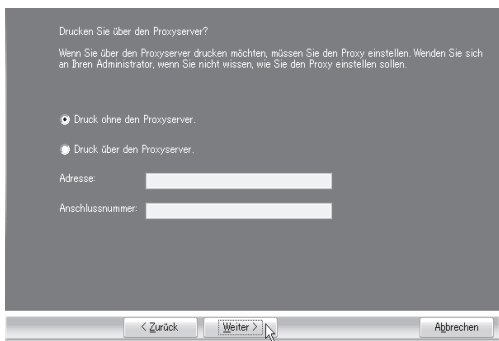 Drucken Sie über den Proxyserver?
Wenn Sie über den Proxyserver drucken möchten, müssen Sie den Proxy einstellen. Wenden Sie sich
an Ihren Administrator, wenn Sie nicht wissen, wie Sie den Proxy einstellen sollen.
Druck ohne den Proxyserver.
Druck über den Proxyserver.
Adresse:
Anschlussnummer:
< Zurück
Weiter >
Abbrechen